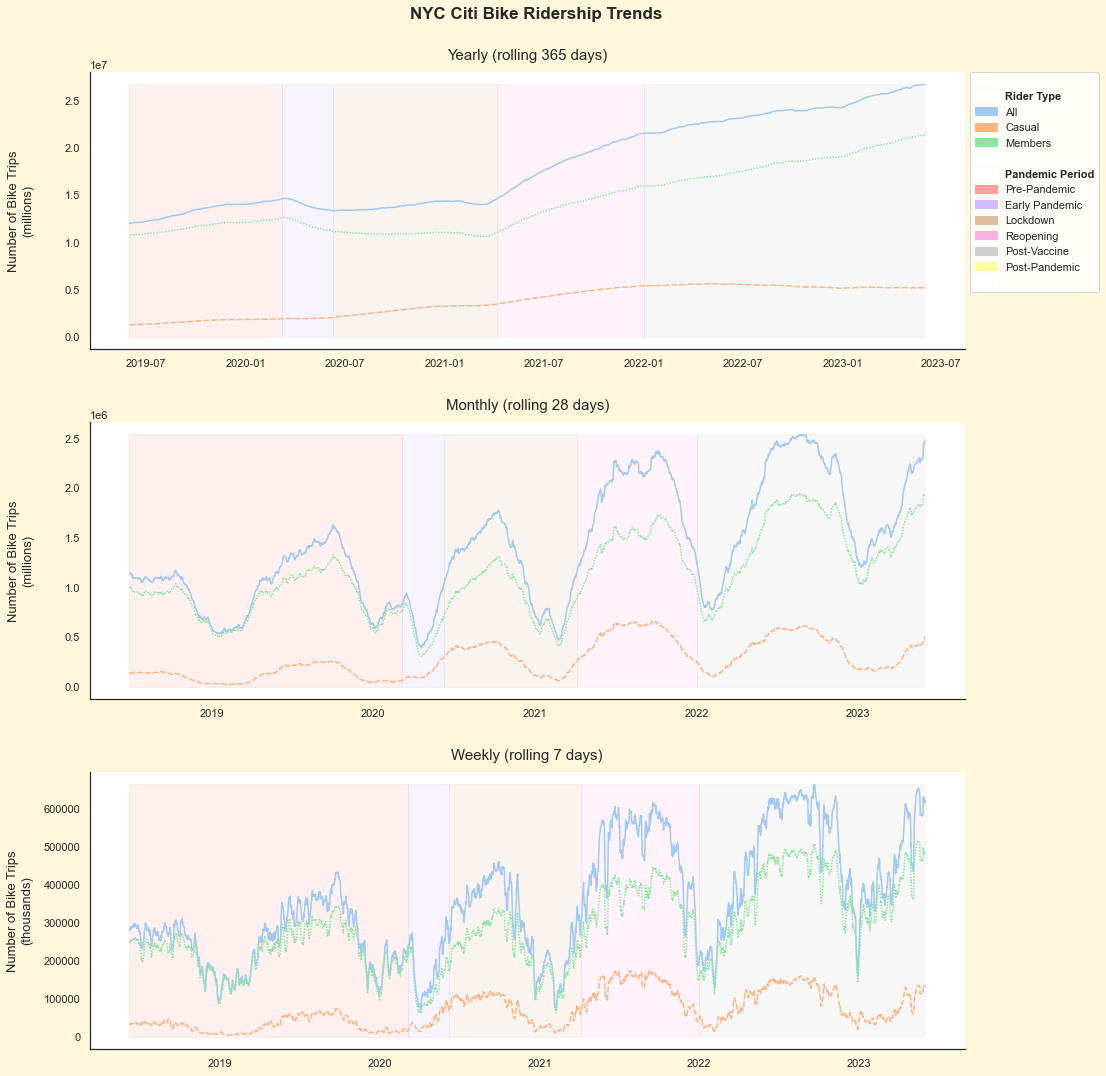 NYC Citi Bike Ridership Trends
Yearly (rolling 365 days)
1e7
Number of Bike Trips
(millions)
2.5
2.0
1.5
1.0
0.5
0.0
2019-07 2020-01 2020-07 2021-01 2021-07 2022-01 2022-07 2023-01 2023-07
Rider Type
All
Casual
Members
Pandemic Period
Pre-Pandemic
Early Pandemic
Lockdown
Reopening
Post-Vaccine
Post-Pandemic
Monthly (rolling 28 days)
1e6
Number of Bike Trips
(millions)
2.5
2.0
1.5
1.0
0.5
0.0
2019 2020 2021 2022 2023
Weekly (rolling 7 days)
Number of Bike Trips
(thousands)
600000
500000
400000
300000
200000
100000
0
2019 2020 2021 2022 2023